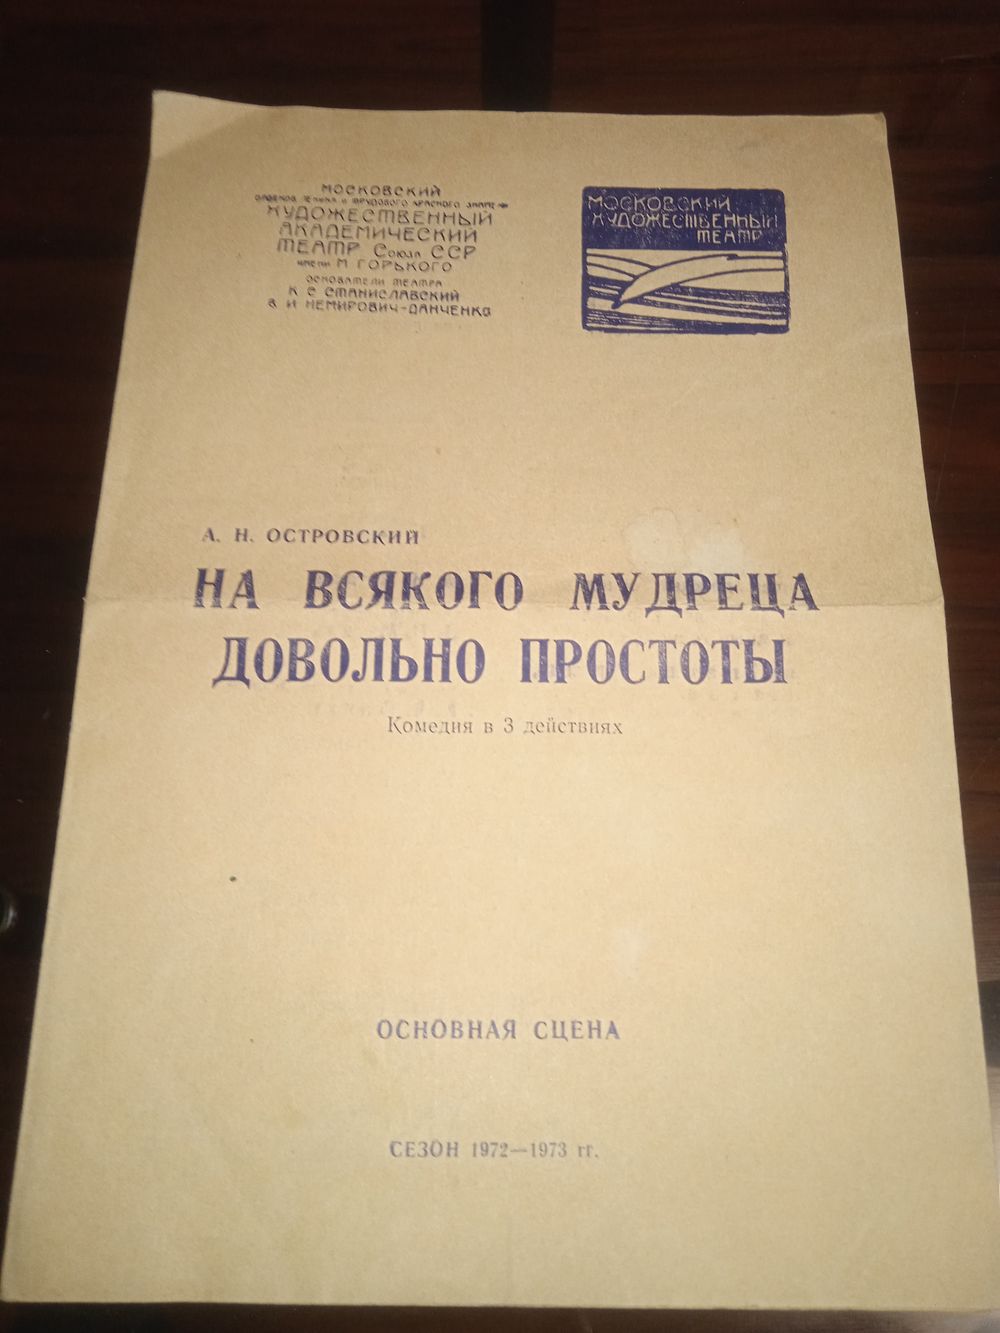 МОСКОВСКИЙ
ОРДЕНОВ ЛЕНИНА И ТРУДОВОГО КРАСНОГО ЗНАМЕНИ
ХУДОЖЕСТВЕННЫЙ
АКАДЕМИЧЕСКИЙ
ТЕАТР Союза ССР
имени М ГОРЬКОГО
ОСНОВАТЕЛИ ТЕАТРА
К С СТАНИСЛАВСКИЙ
В И НЕМИРОВИЧ-ДАНЧЕНКО
МОСКОВСКИЙ
ХУДОЖЕСТВЕННЫЙ
ТЕАТР
А. Н. ОСТРОВСКИЙ
НА ВСЯКОГО МУДРЕЦА
ДОВОЛЬНО ПРОСТОТЫ
Комедия в 3 действиях
ОСНОВНАЯ СЦЕНА
СЕЗОН 1972—1973 гг.